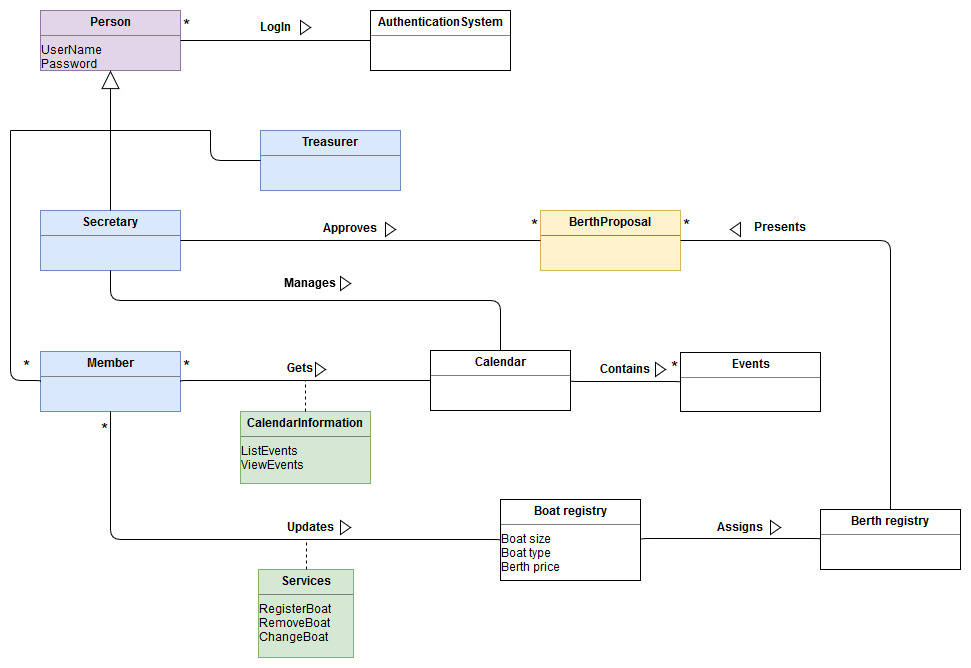 Person
*
LogIn
AuthenticationSystem
UserName
Password
Treasurer
Secretary
Approves
*
BerthProposal
*
Presents
Manages
*
Member
*
Gets
Calendar
Contains
*
Events
*
CalendarInformation
ListEvents
ViewEvents
Updates
Boat registry
Boat size
Boat type
Berth price
Assigns
Berth registry
Services
RegisterBoat
RemoveBoat
ChangeBoat